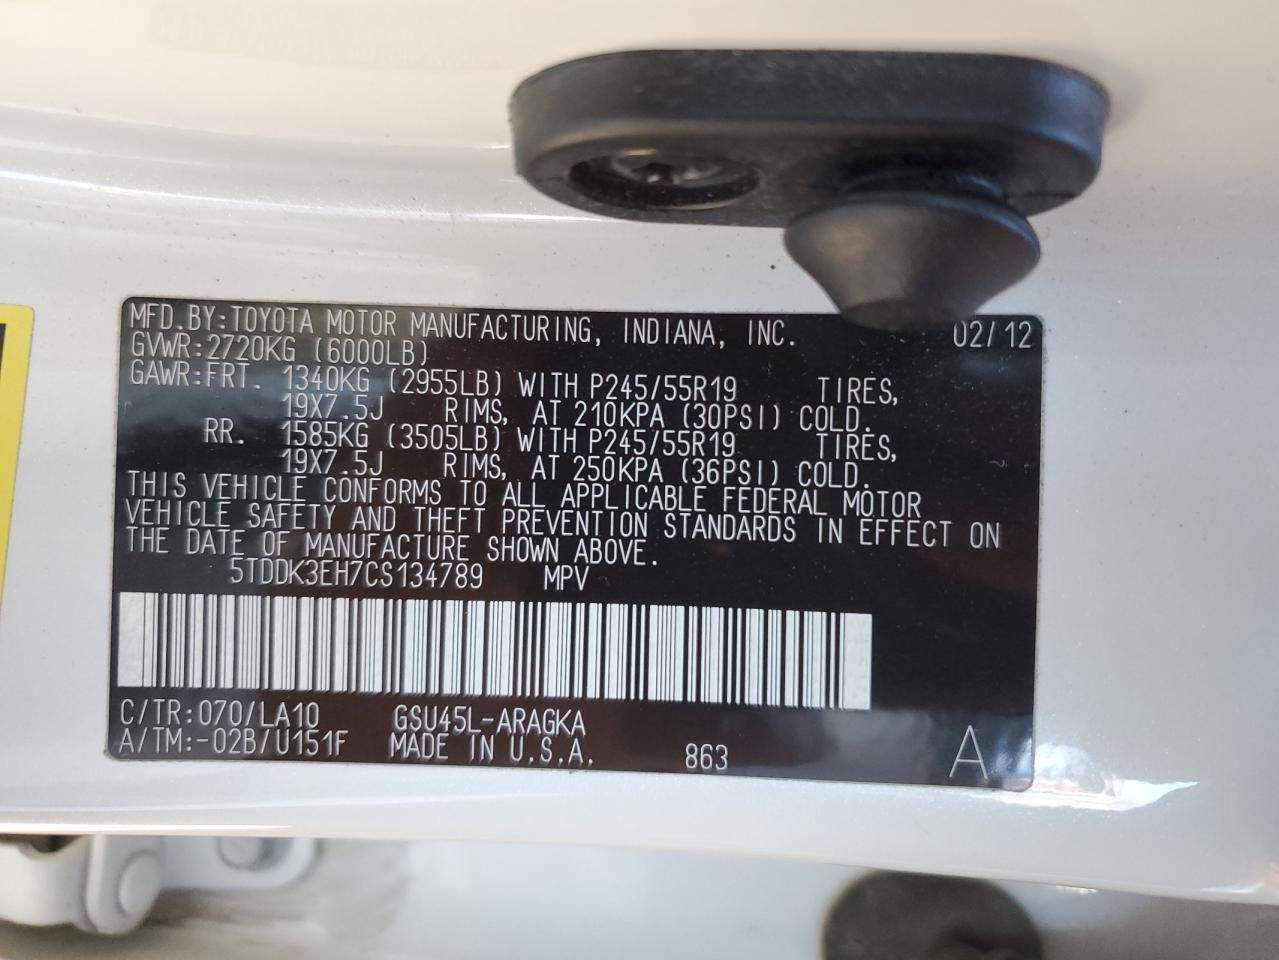 MFD.BY:TOYOTA MOTOR MANUFACTURING, INDIANA, INC. 02/12
GVWR:2720KG (6000LB)
GAWR:FRT. 1340KG (2955LB) WITH P245/55R19 TIRES,
19X7.5J RIMS, AT 210KPA (30PSI) COLD.
RR. 1585KG (3505LB) WITH P245/55R19 TIRES,
19X7.5J RIMS, AT 250KPA (36PSI) COLD.
THIS VEHICLE CONFORMS TO ALL APPLICABLE FEDERAL MOTOR
VEHICLE SAFETY AND THEFT PREVENTION STANDARDS IN EFFECT ON
THE DATE OF MANUFACTURE SHOWN ABOVE.
5TDDK3EH7CS134789 MPV
C/TR:070/LA10 GSU45L-ARAGKA
A/TM:-02B/U151F MADE IN U.S.A. 863 A